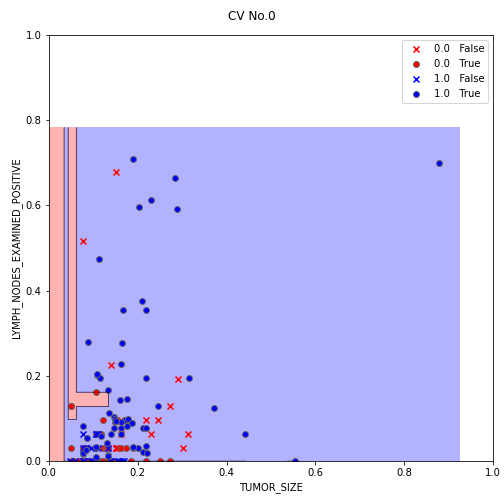 CV No.0
1.0
0.8
0.6
0.4
0.2
0.0
LYMPH_NODES_EXAMINED_POSITIVE
0.0 False
0.0 True
1.0 False
1.0 True
0.0 0.2 0.4 0.6 0.8 1.0
TUMOR_SIZE